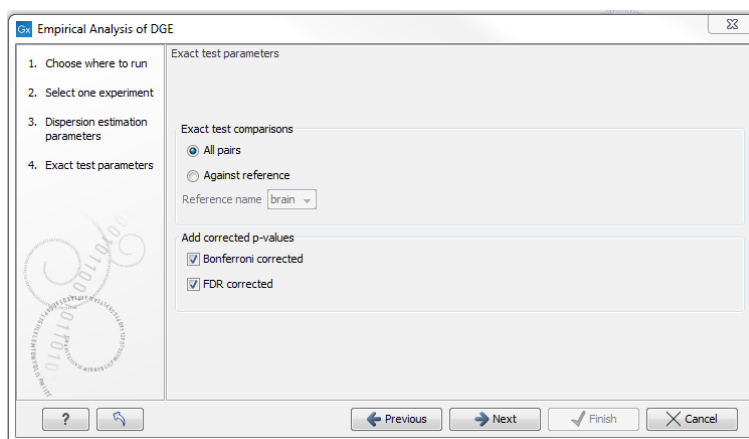 Gx Empirical Analysis of DGE
1. Choose where to run
2. Select one experiment
3. Dispersion estimation
parameters
4. Exact test parameters
Exact test parameters
Exact test comparisons
All pairs
Against reference
Reference name brain
Add corrected p-values
Bonferroni corrected
FDR corrected
? Previous Next Finish Cancel